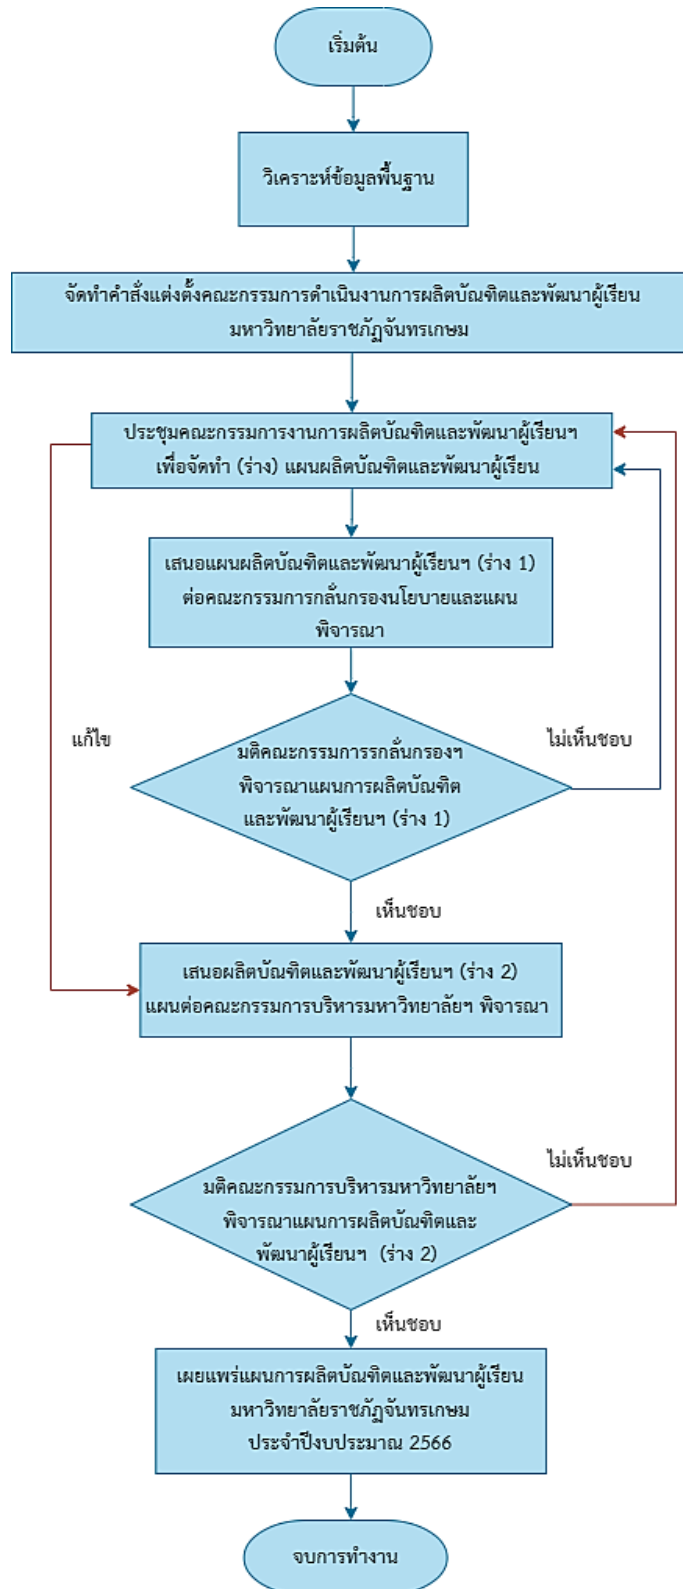 เริ่มต้น
วิเคราะห์ข้อมูลพื้นฐาน
จัดทำคำสั่งแต่งตั้งคณะกรรมการดำเนินงานการผลิตบัณฑิตและพัฒนาผู้เรียน
มหาวิทยาลัยราชภัฏจันทรเกษม
ประชุมคณะกรรมการงานการผลิตบัณฑิตและพัฒนาผู้เรียนฯ
เพื่อจัดทำ (ร่าง) แผนผลิตบัณฑิตและพัฒนาผู้เรียน
เสนอแผนผลิตบัณฑิตและพัฒนาผู้เรียนฯ (ร่าง 1)
ต่อคณะกรรมการกลั่นกรองนโยบายและแผน
พิจารณา
แก้ไข
ไม่เห็นชอบ
มติคณะกรรมการรกลั่นกรองฯ
พิจารณาแผนการผลิตบัณฑิต
และพัฒนาผู้เรียนฯ (ร่าง 1)
เห็นชอบ
เสนอผลิตบัณฑิตและพัฒนาผู้เรียนฯ (ร่าง 2)
แผนต่อคณะกรรมการบริหารมหาวิทยาลัยฯ พิจารณา
ไม่เห็นชอบ
มติคณะกรรมการบริหารมหาวิทยาลัยฯ
พิจารณาแผนการผลิตบัณฑิตและ
พัฒนาผู้เรียนฯ (ร่าง 2)
เห็นชอบ
เผยแพร่แผนการผลิตบัณฑิตและพัฒนาผู้เรียน
มหาวิทยาลัยราชภัฏจันทรเกษม
ประจำปีงบประมาณ 2566
จบการทำงาน